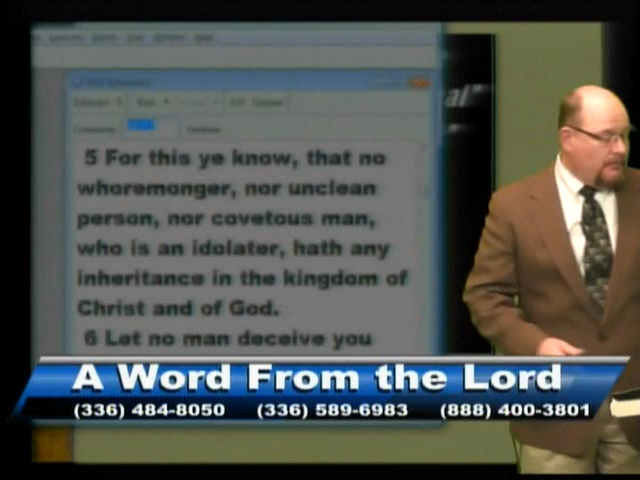 al"
5 For this ye know, that no
whoremonger, nor unclean
person, nor covetous man,
who is an idolater, hath any
inheritance in the kingdom of
Christ and of God.
6 Let no man deceive you
A Word From the Lord
(336) 484-8050 (336) 589-6983 (888) 400-3801